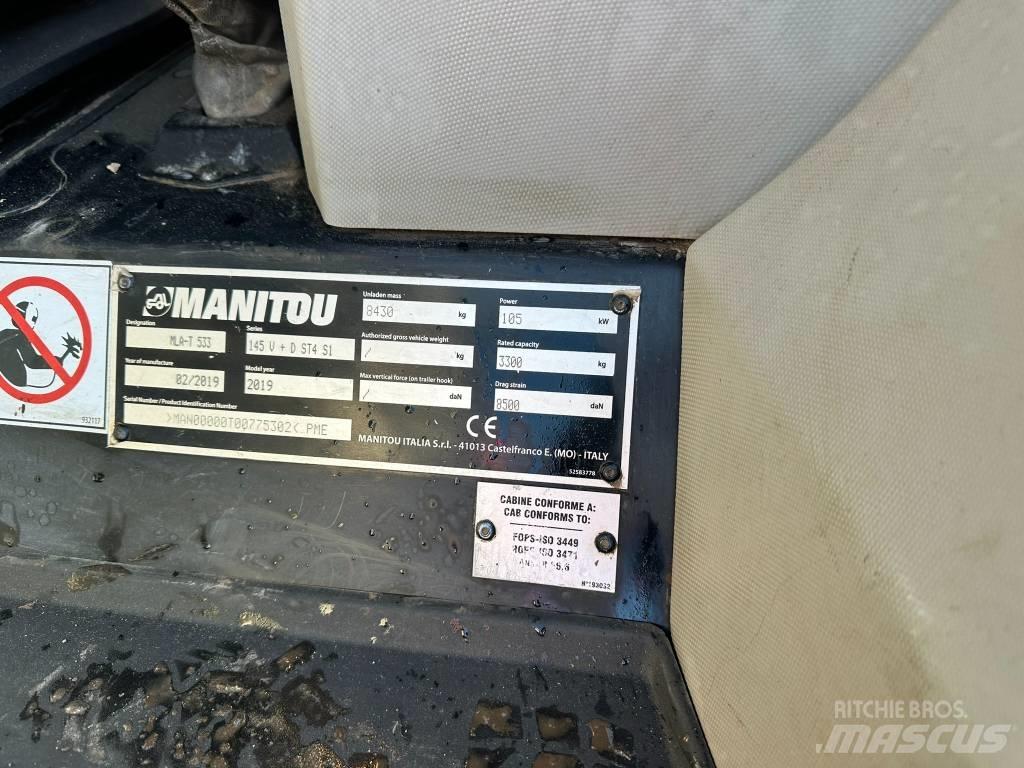 MANITOU
Designation
MLA-T 533
Series
145 V + D ST4 S1
Year of manufacture
02/2019
Model year
2019
Serial Number / Product Identification Number
>MAN00000T00775302< PME
Unladen mass
8430 kg
Authorized gross vehicle weight
/ kg
Max vertical force (on trailer hook)
/ daN
Power
105 kW
Rated capacity
3300 kg
Drag strain
8500 daN
CE
MANITOU ITALIA S.r.l. - 41013 Castelfranco E. (MO) - ITALY
52583778
932117
CABINE CONFORME A:
CAB CONFORMS TO:
FOPS-ISO 3449
ROPS-ISO 3471
N°193032
RITCHIE BROS.
MASCUS